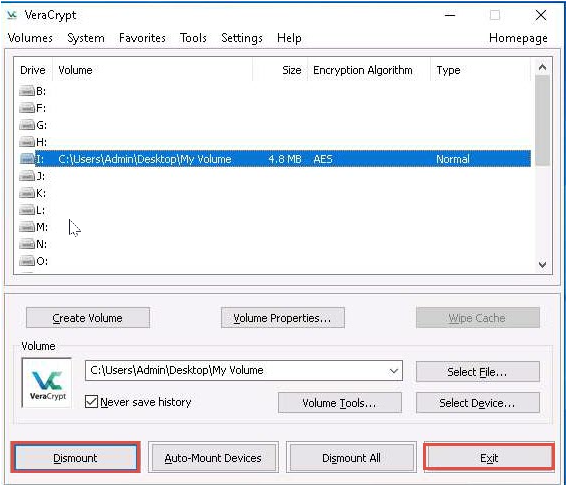 VeraCrypt
Volumes System Favorites Tools Settings Help Homepage
Drive Volume Size Encryption Algorithm Type
B:
F:
G:
H:
I: C:\Users\Admin\Desktop\My Volume 4.8 MB AES Normal
J:
K:
L:
M:
N:
O:
Create Volume Volume Properties... Wipe Cache
Volume
VeraCrypt
C:\Users\Admin\Desktop\My Volume Select File...
Never save history Volume Tools... Select Device...
Dismount Auto-Mount Devices Dismount All Exit